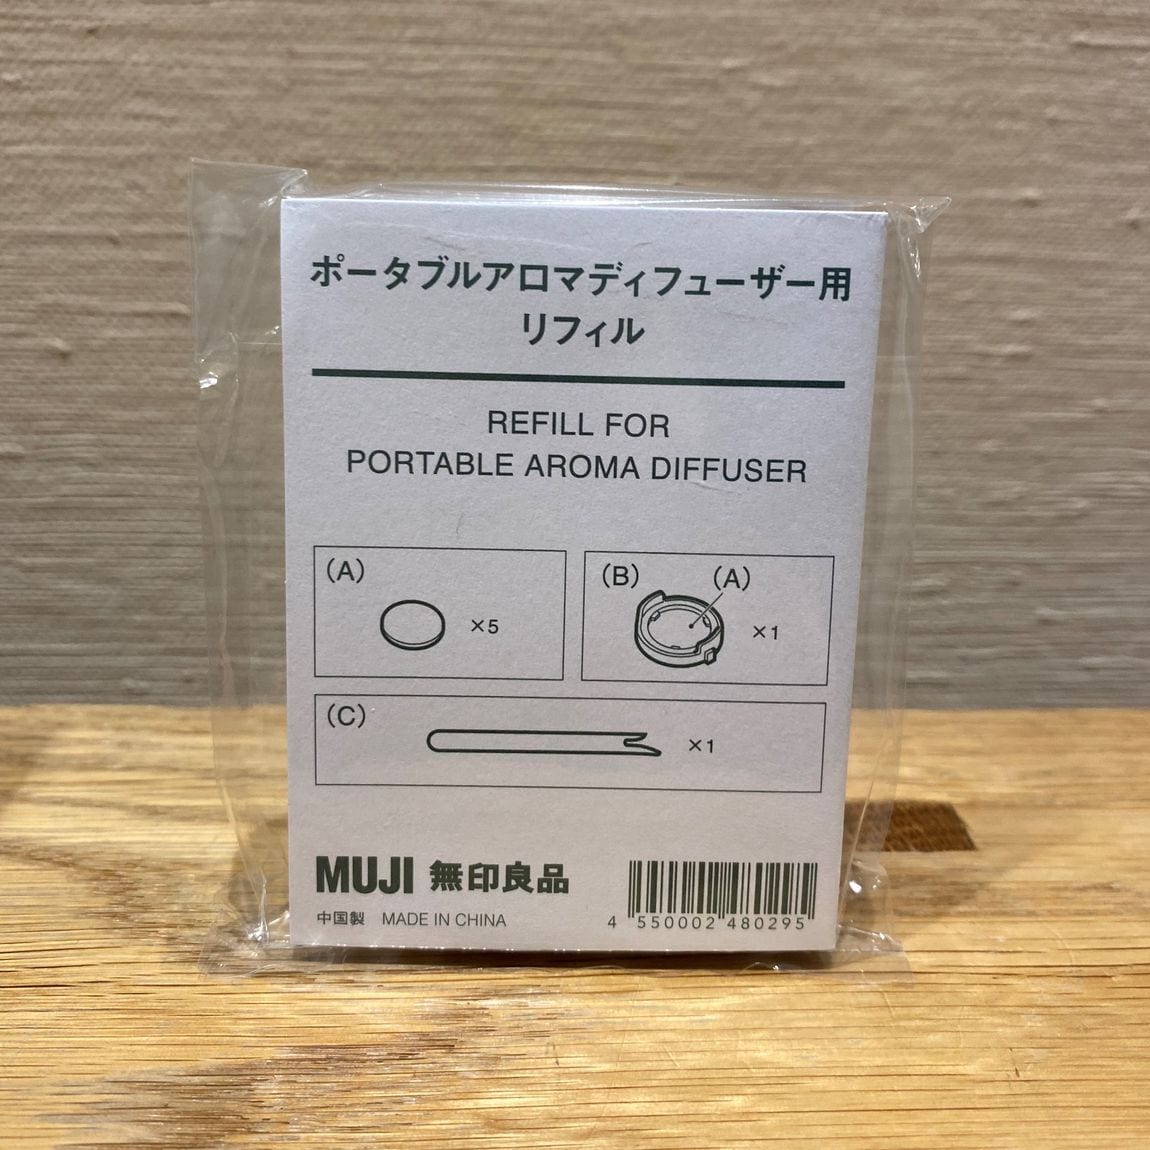 ポータブルアロマディフューザー用
リフィル
REFILL FOR
PORTABLE AROMA DIFFUSER
(A)
×5
(B)
(A)
×1
(C)
×1
MUJI 無印良品
中国製 MADE IN CHINA
4 550002 480295